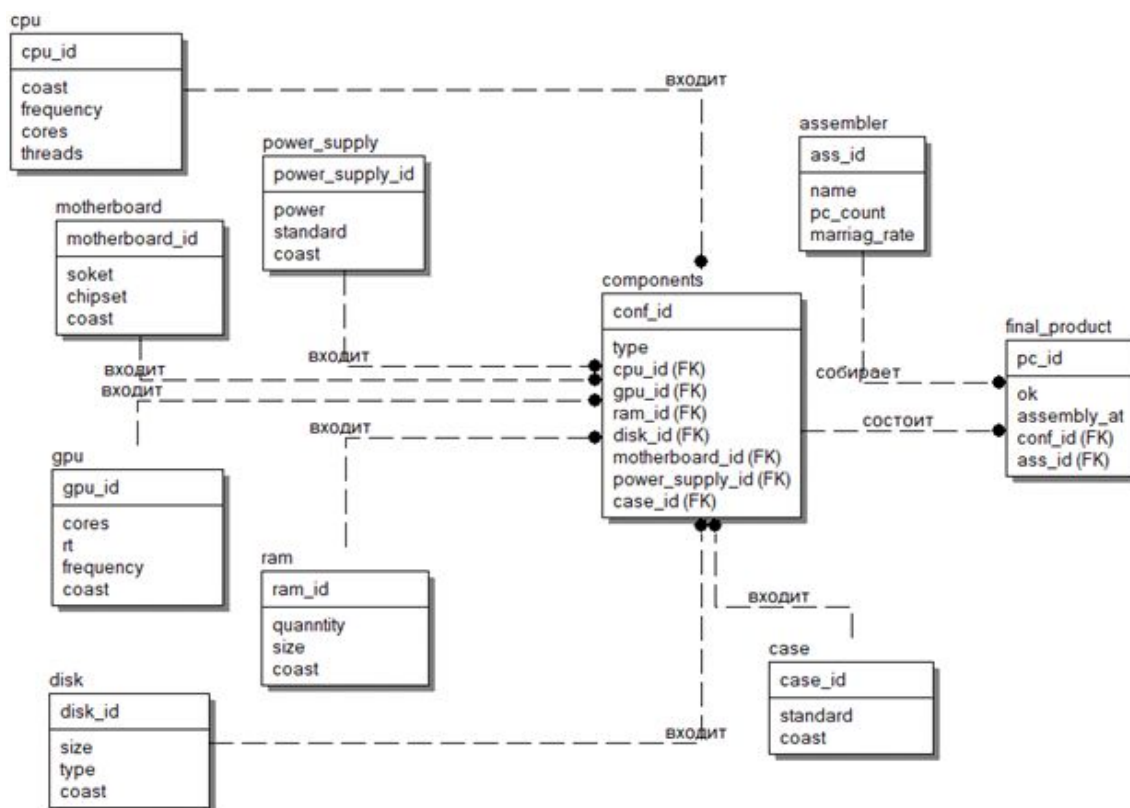 cpu
cpu_id
coast
frequency
cores
threads
входит
power_supply
power_supply_id
power
standard
coast
assembler
ass_id
name
pc_count
marriag_rate
motherboard
motherboard_id
soket
chipset
coast
components
conf_id
type
cpu_id (FK)
gpu_id (FK)
ram_id (FK)
disk_id (FK)
motherboard_id (FK)
power_supply_id (FK)
case_id (FK)
final_product
pc_id
ok
assembly_at
conf_id (FK)
ass_id (FK)
входит
входит
входит
собирает
состоит
входит
gpu
gpu_id
cores
rt
frequency
coast
ram
ram_id
quanntity
size
coast
входит
case
case_id
standard
coast
disk
disk_id
size
type
coast
входит